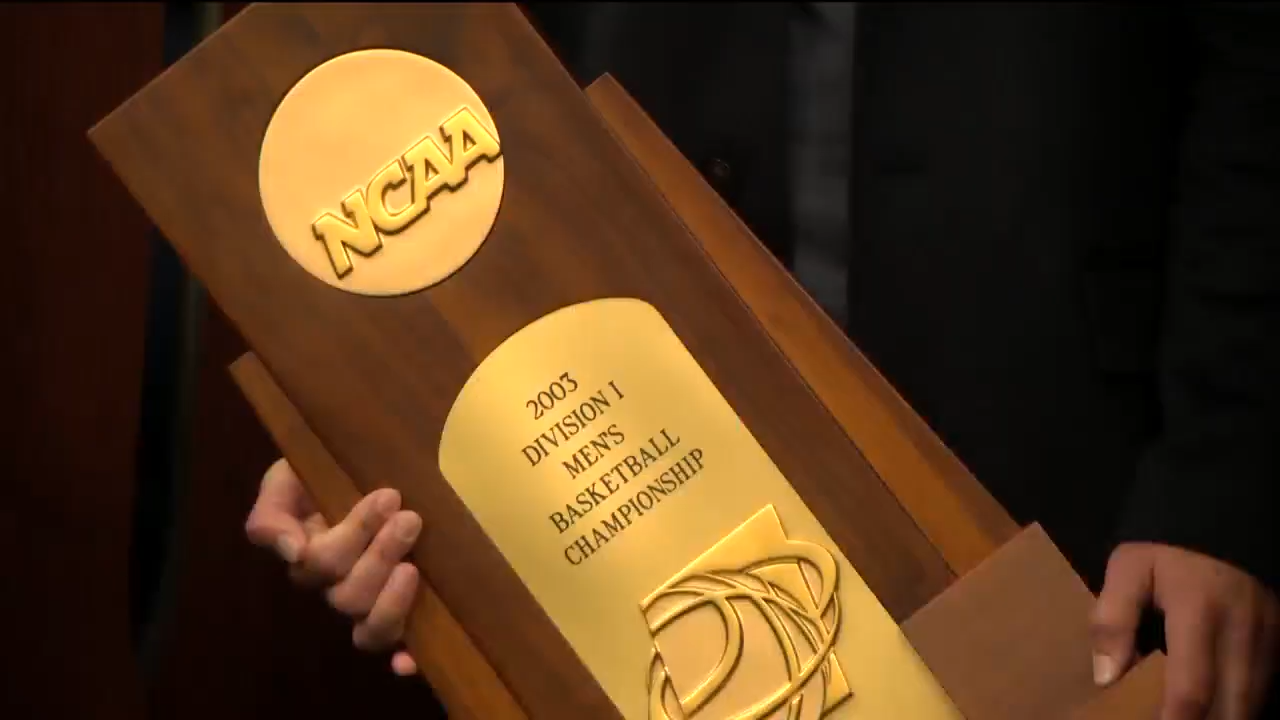 NCAA
2003
DIVISION I
MEN'S
BASKETBALL
CHAMPIONSHIP